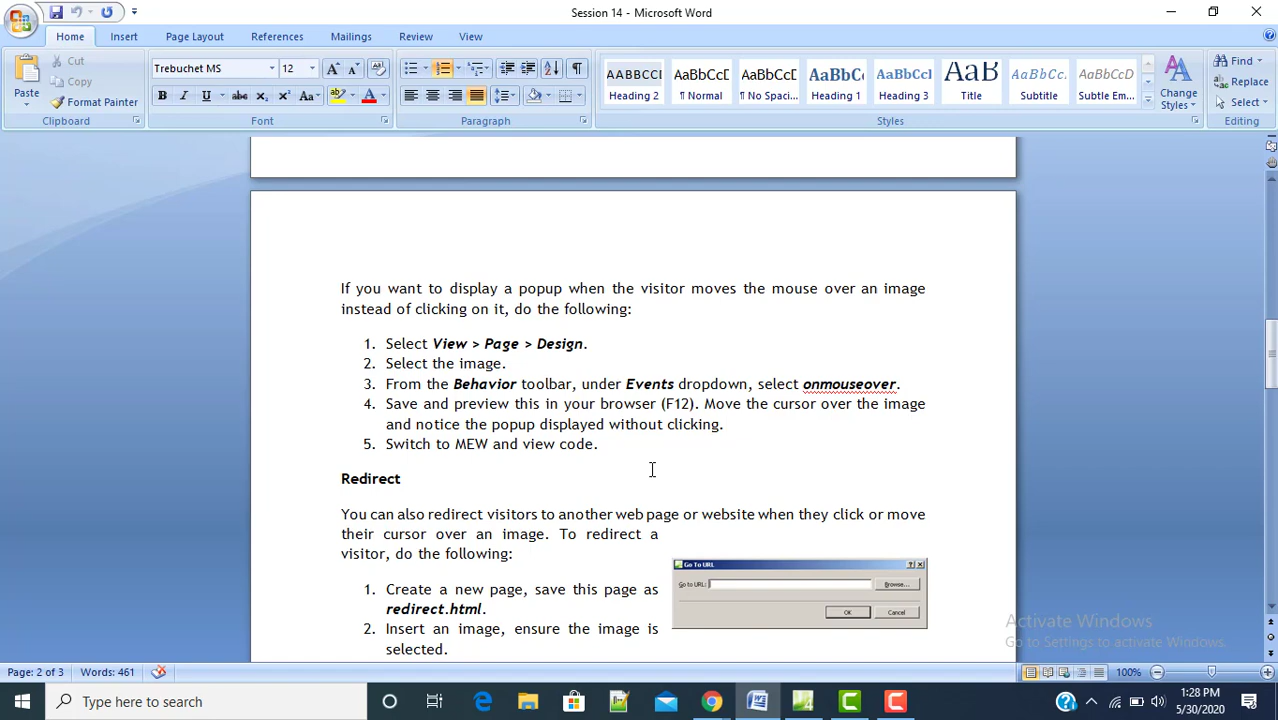 Session 14 - Microsoft Word
Home Insert Page Layout References Mailings Review View
Paste
Cut
Copy
Format Painter
Clipboard
Trebuchet MS 12
B I U abc x₂ x² Aa A
Font
Paragraph
AABBCCI AaBbCcD AaBbCcD AaBbCc AaBbCc AaB AaBbCcl AaBbCcD
Heading 2 ¶ Normal ¶ No Spaci... Heading 1 Heading 3 Title Subtitle Subtle Em...
Change Styles
Styles
Find
Replace
Select
Editing
If you want to display a popup when the visitor moves the mouse over an image
instead of clicking on it, do the following:
1. Select View > Page > Design.
2. Select the image.
3. From the Behavior toolbar, under Events dropdown, select onmouseover.
4. Save and preview this in your browser (F12). Move the cursor over the image
and notice the popup displayed without clicking.
5. Switch to MEW and view code.
Redirect
You can also redirect visitors to another web page or website when they click or move
their cursor over an image. To redirect a
visitor, do the following:
Go To URL
Go to URL: Browse...
OK Cancel
1. Create a new page, save this page as
redirect.html.
2. Insert an image, ensure the image is
selected.
Activate Windows
Go to Settings to activate Windows.
Page: 2 of 3 Words: 461 100%
Type here to search
1:28 PM
5/30/2020